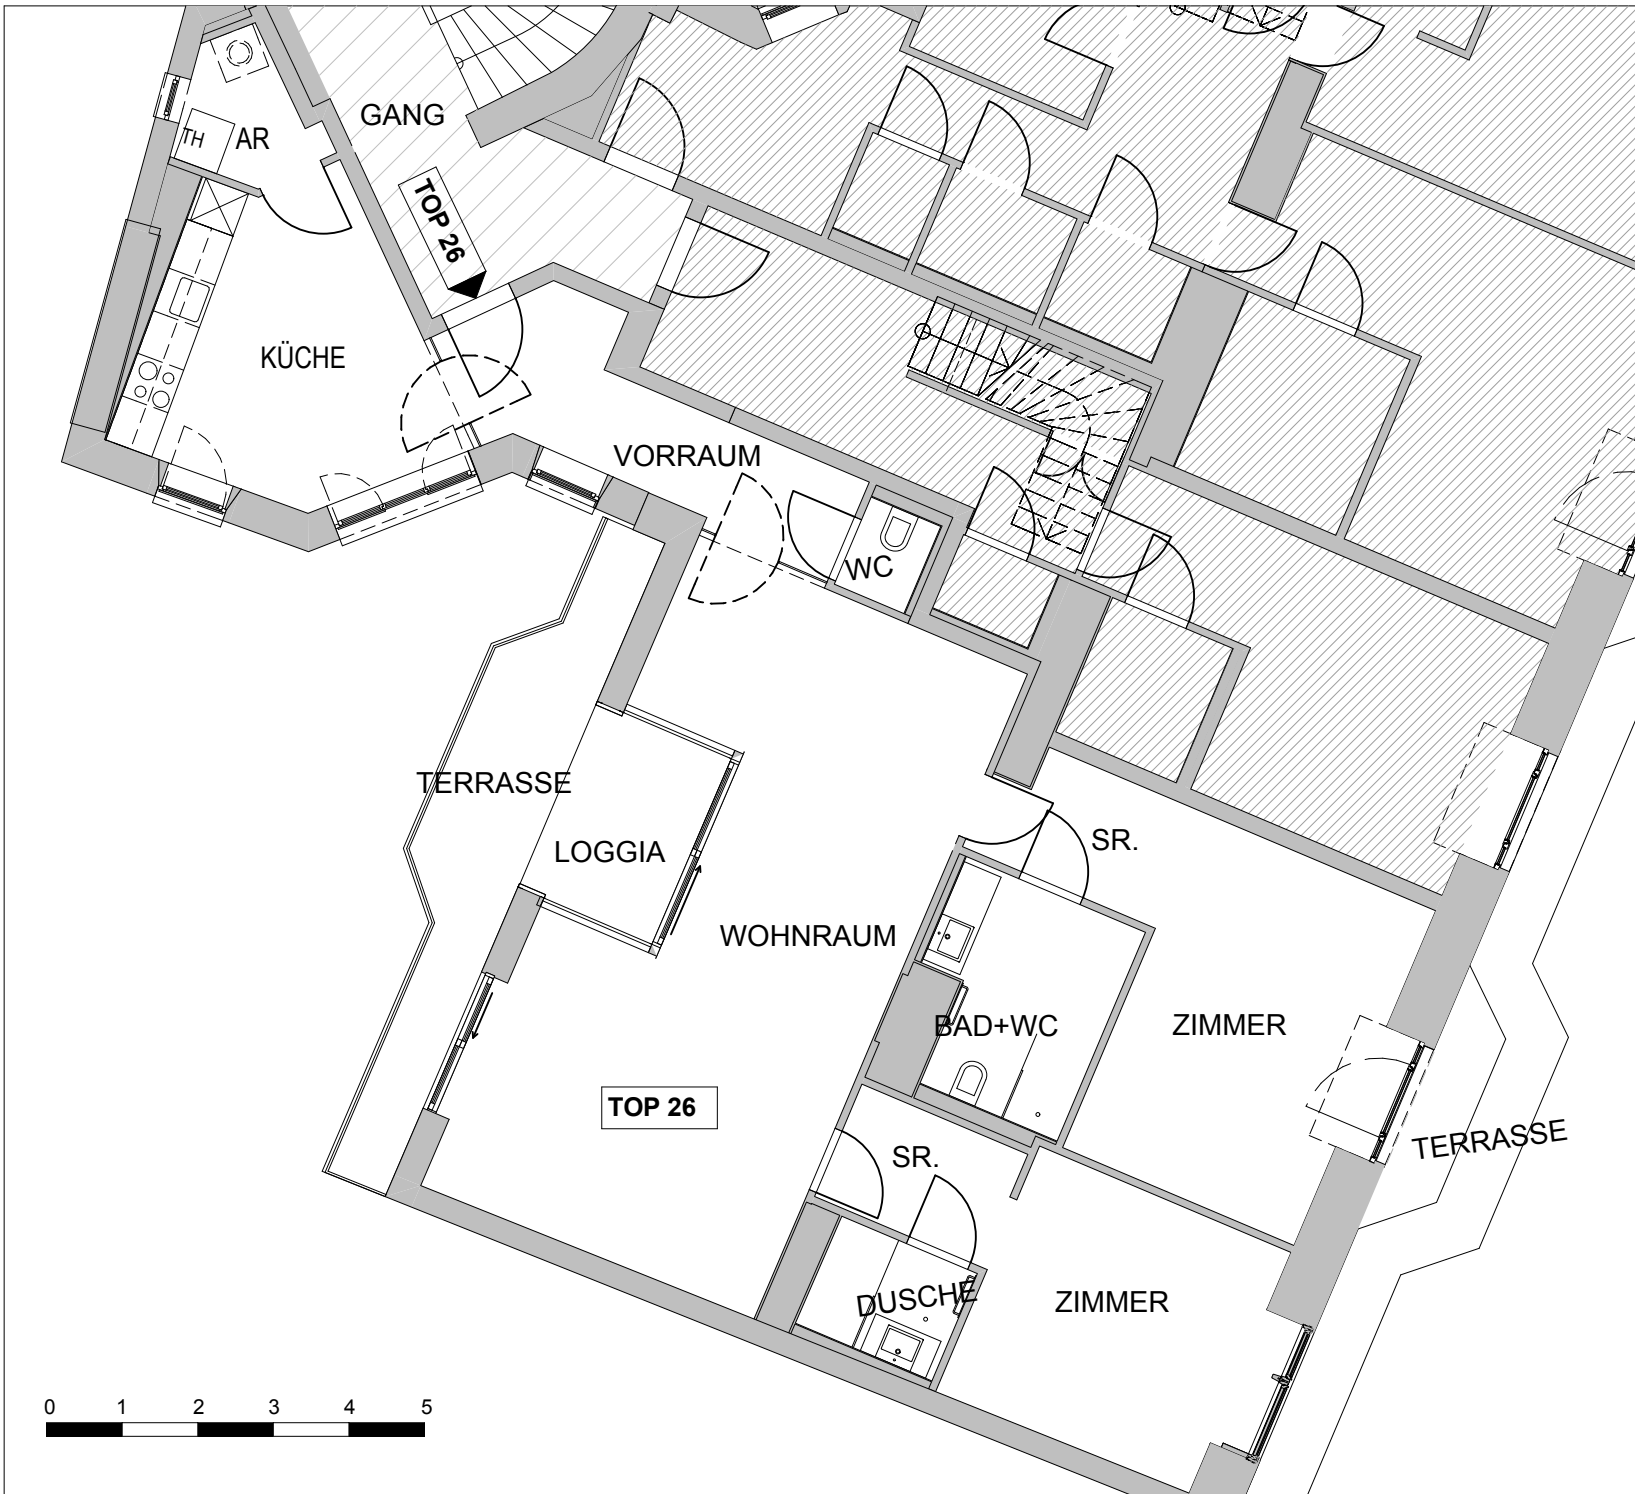 GANG
TH
AR
TOP 26
KÜCHE
VORRAUM
WC
TERRASSE
LOGGIA
SR.
WOHNRAUM
BAD+WC
ZIMMER
TOP 26
TERRASSE
SR.
DUSCHE
ZIMMER
0 1 2 3 4 5